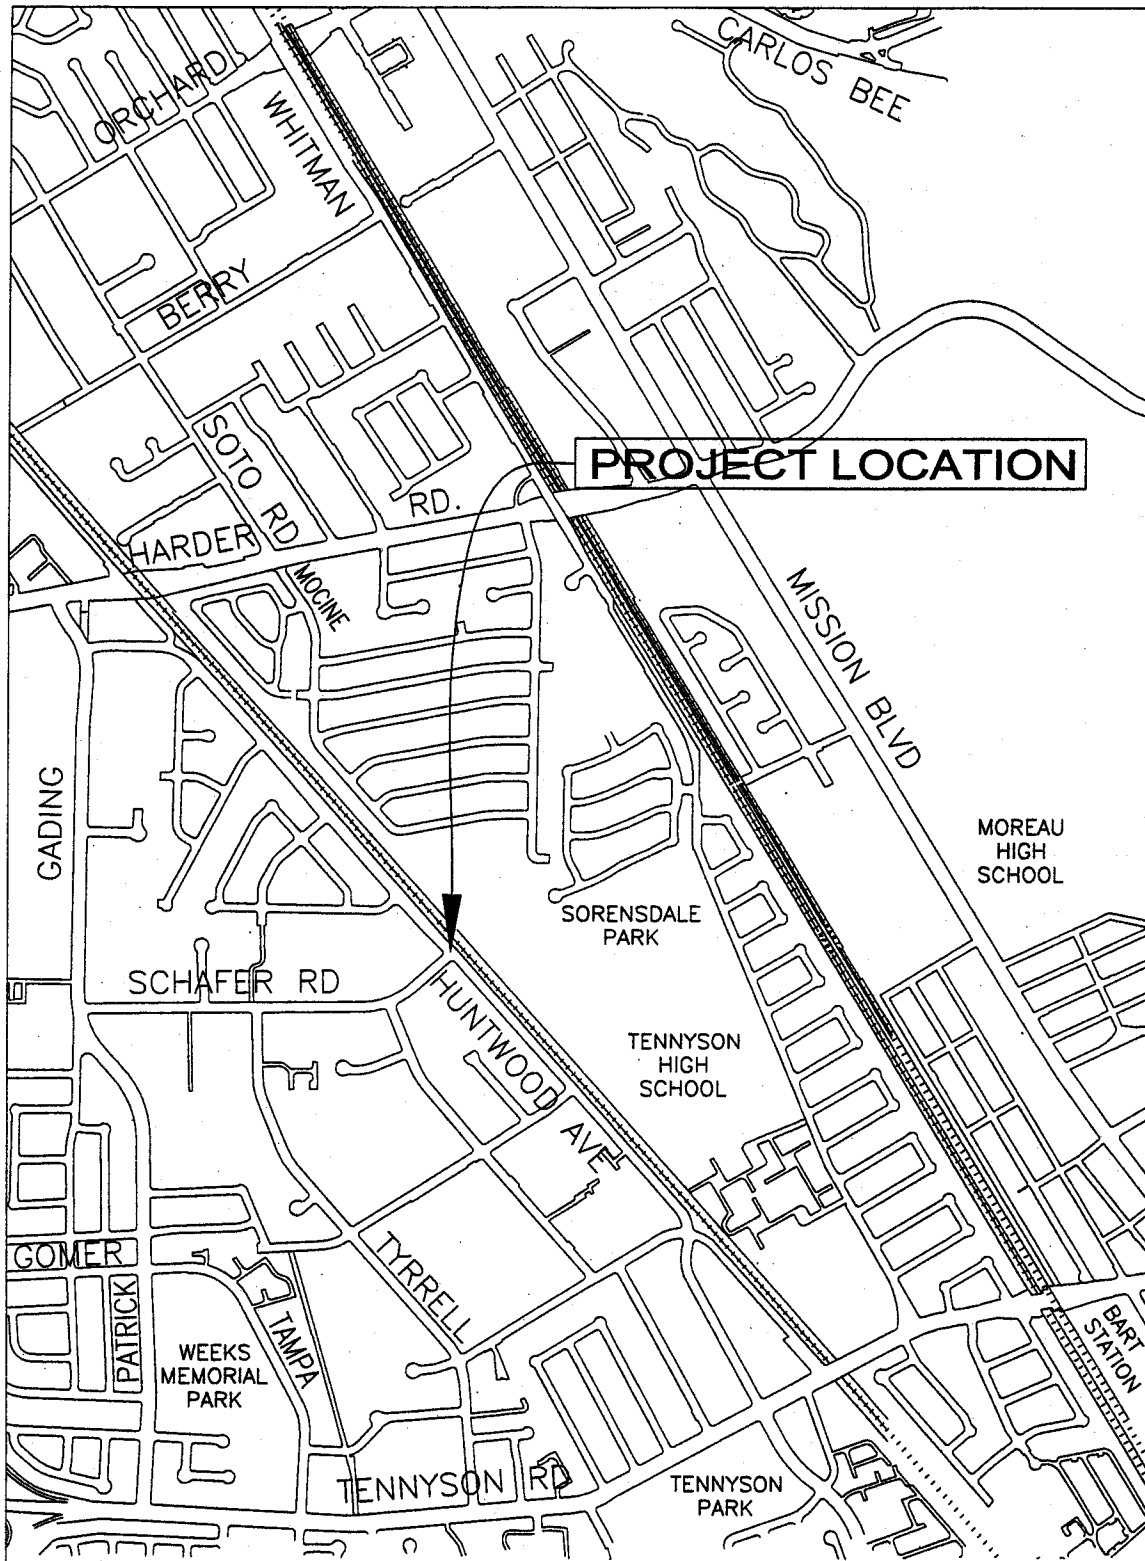 CARLOS BEE
ORCHARD
WHITMAN
BERRY
SOTO RD
PROJECT LOCATION
RD.
HARDER
MOCINE
MISSION BLVD
GADING
MOREAU
HIGH
SCHOOL
SORENSDALE
PARK
SCHAFER RD
HUNTWOOD AVE
TENNYSON
HIGH
SCHOOL
GOMER
TYRRELL
PATRICK
TAMPA
WEEKS
MEMORIAL
PARK
BART
STATION
TENNYSON RD
TENNYSON
PARK